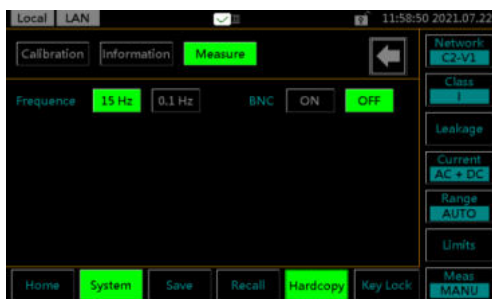 Local LAN 11:58:50 2021.07.22
Calibration Information Measure
Network
C2-V1
Class
I
Frequence 15 Hz 0.1 Hz BNC ON OFF
Leakage
Current
AC + DC
Range
AUTO
Limits
Home System Save Recall Hardcopy Key Lock
Meas
MANU